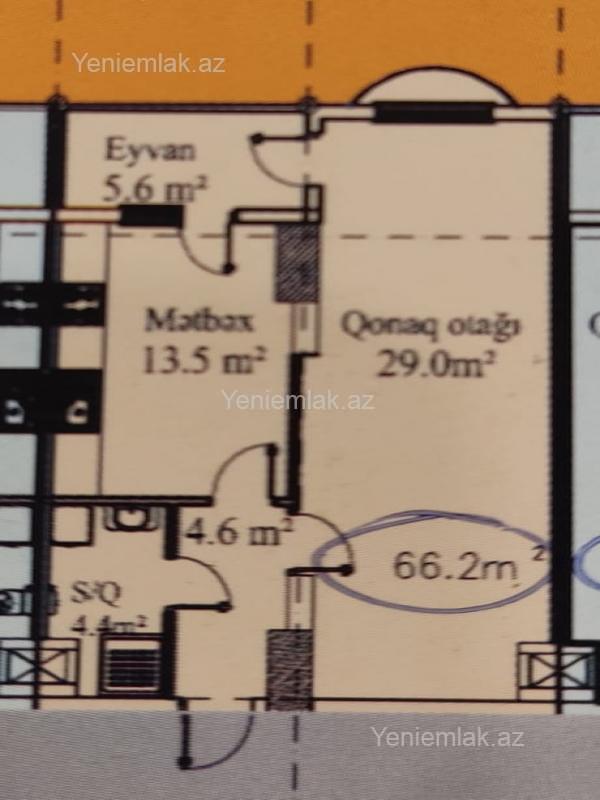 Yeniemlak.az
Eyvan
5.6 m²
Mətbəx
13.5 m²
Qonaq otağı
29.0m²
Yeniemlak.az
4.6 m²
66.2m²
S/Q
4.4m²
Yeniemlak.az